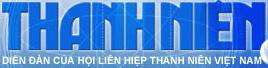 THANH NIÊN
DIỄN ĐÀN CỦA HỘI LIÊN HIỆP THANH NIÊN VIỆT NAM